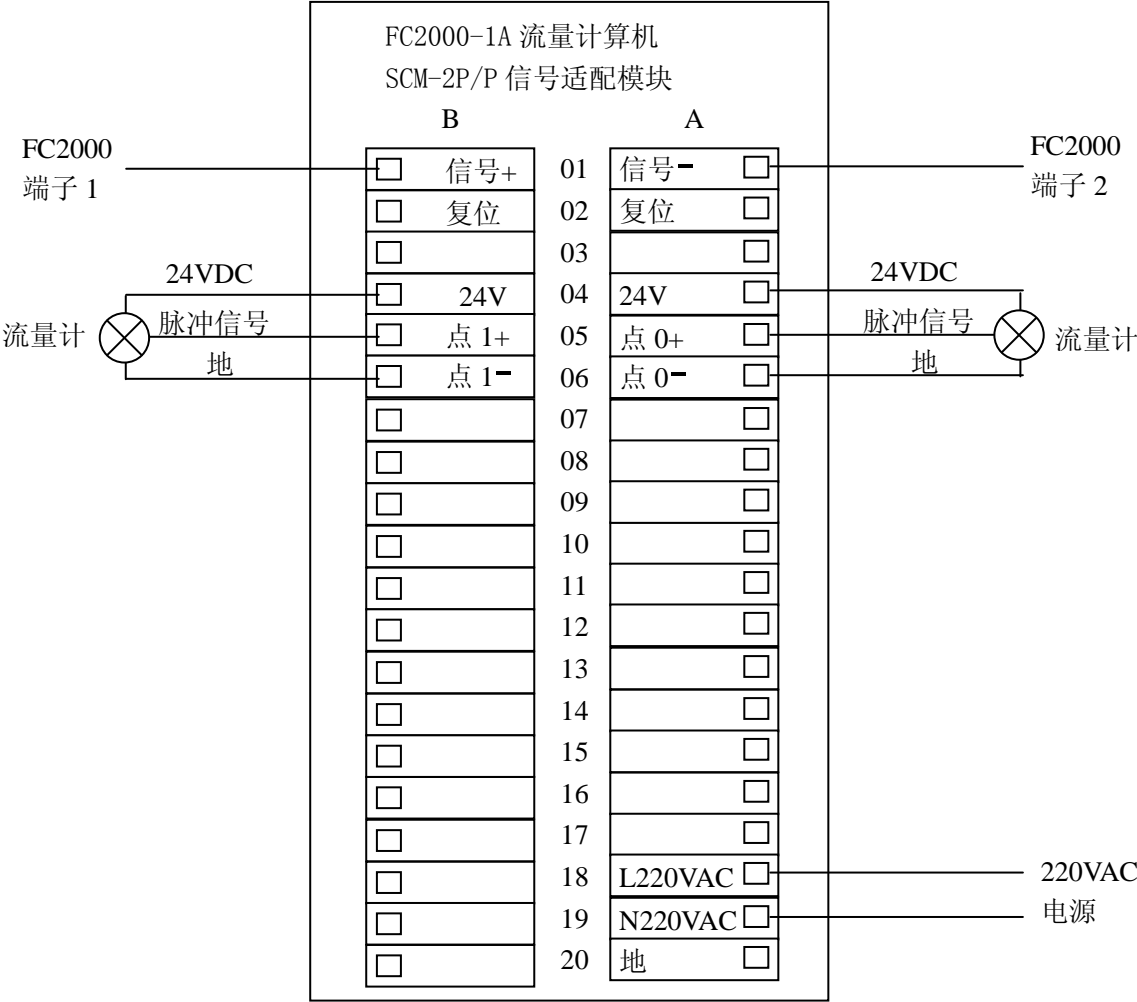 FC2000-1A 流量计算机
SCM-2P/P 信号适配模块
B A
FC2000
端子 1
FC2000
端子 2
信号+ 01 信号-
复位 02 复位
03
24VDC 24V 04 24V 24VDC
流量计 脉冲信号 点 1+ 05 点 0+ 脉冲信号 流量计
地 点 1- 06 点 0- 地
07
08
09
10
11
12
13
14
15
16
17
18 L220VAC 220VAC
19 N220VAC 电源
20 地